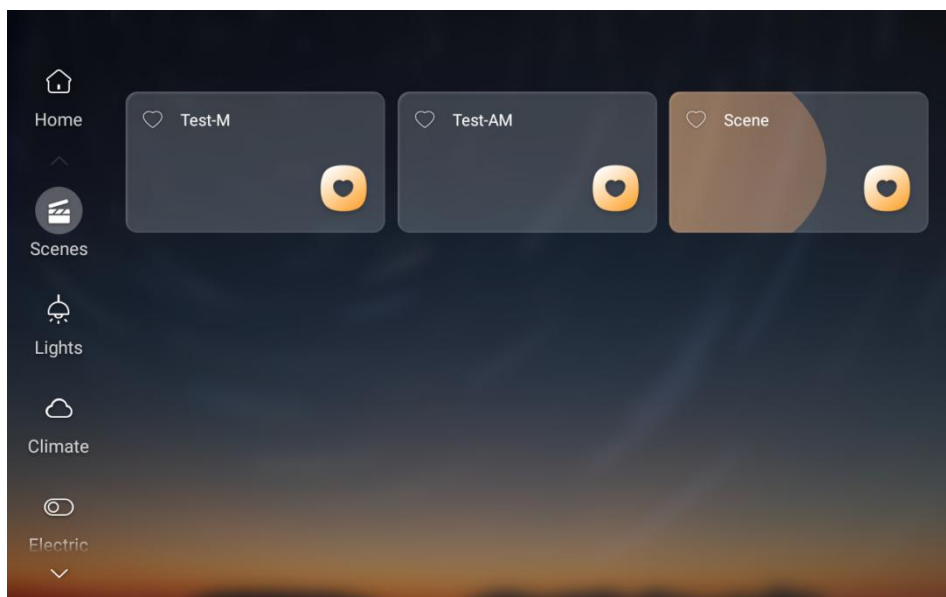 Home
Test-M
Test-AM
Scene
Scenes
Lights
Climate
Electric